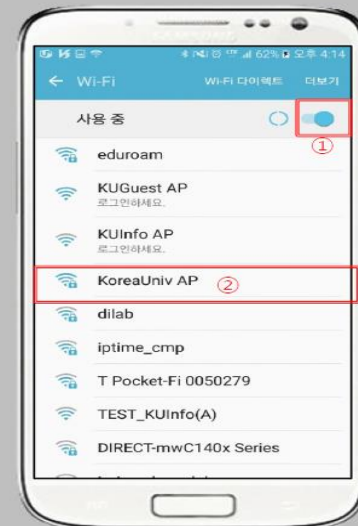 62% 오후 4:14
← Wi-Fi Wi-Fi 다이렉트 더보기
사용 중
①
eduroam
KUGuest AP
로그인하세요.
KUInfo AP
로그인하세요.
KoreaUniv AP ②
dilab
iptime_cmp
T Pocket-Fi 0050279
TEST_KUInfo(A)
DIRECT-mwC140x Series